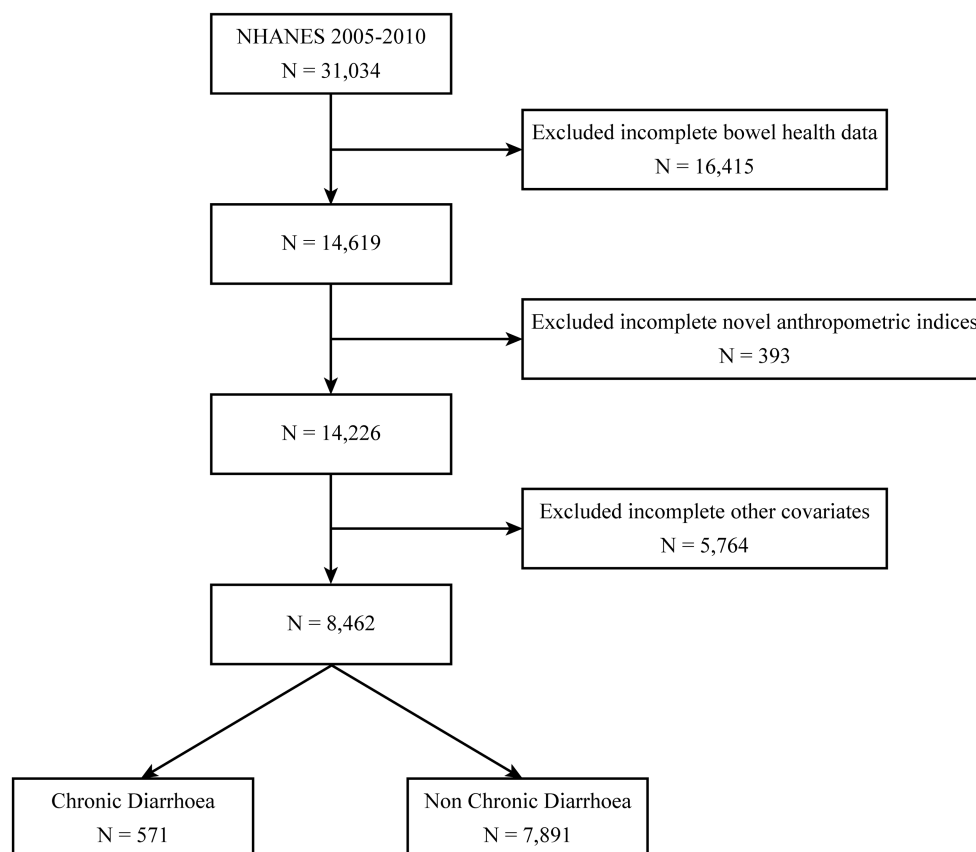 NHANES 2005-2010
N = 31,034
Excluded incomplete bowel health data
N = 16,415
N = 14,619
Excluded incomplete novel anthropometric indices
N = 393
N = 14,226
Excluded incomplete other covariates
N = 5,764
N = 8,462
Chronic Diarrhoea
N = 571
Non Chronic Diarrhoea
N = 7,891